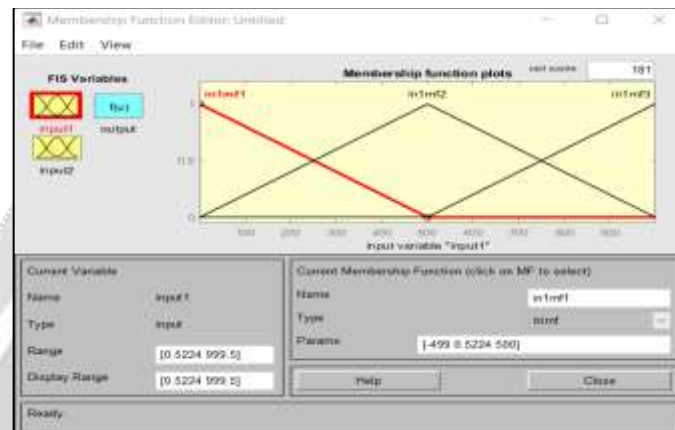 Membership Function Editor: Untitled
File Edit View
FIS Variables
Membership function plots plot points: 181
f(u)
input1 output
input2
in1mf1 in1mf2 in1mf3
1
0.5
0
100 200 300 400 500 600 700 800 900
input variable "input1"
Current Variable
Name input1
Type input
Range [0.5224 999.5]
Display Range [0.5224 999.5]
Current Membership Function (click on MF to select)
Name in1mf1
Type trimf
Params [-499 0.5224 500]
Help Close
Ready